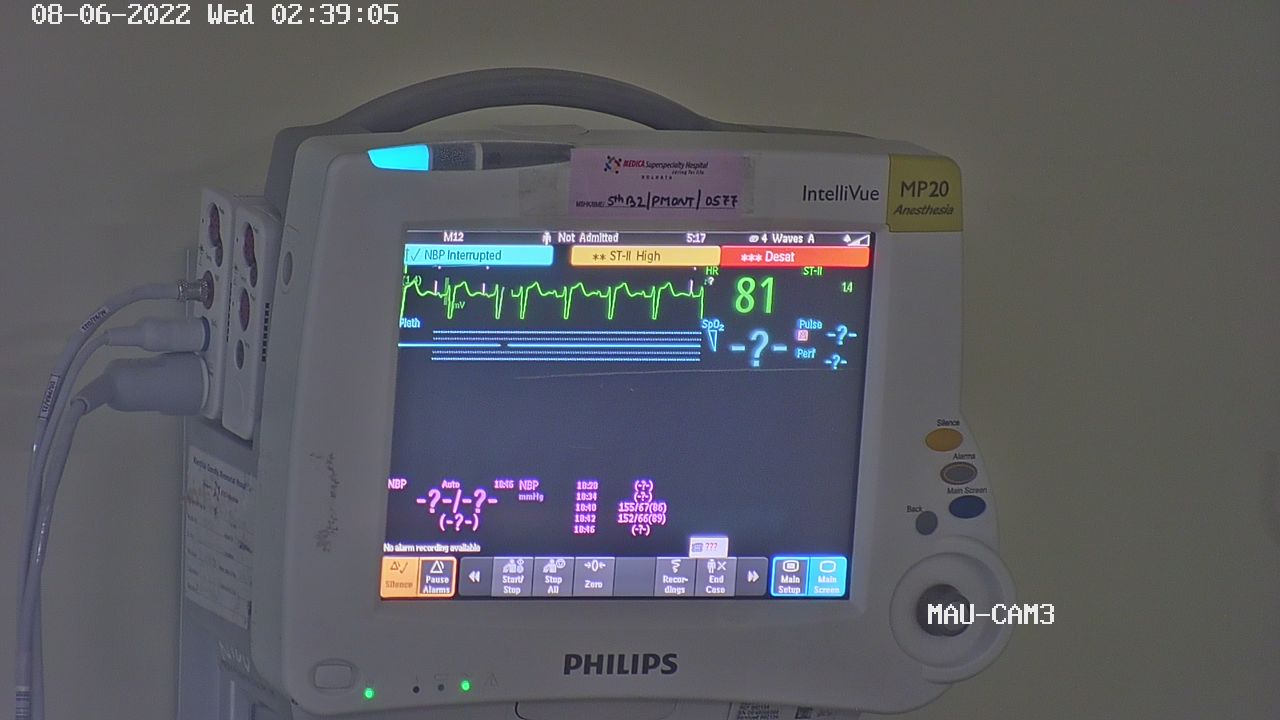 08-06-2022 Wed 02:39:05
MEDICA Superspecialty Hospital
KOLKATA
5th B2/PMONT/0577
IntelliVue
MP20
Anesthesia
M12 Not Admitted 5:17 4 Waves A
NBP Interrupted ** ST-II High *** Desat
HR 81 ST-II 1.4
mV
Pleth SpO₂ -?- Pulse -?-
Perf -?-
NBP Auto 18:46 NBP
mmHg
-?-/-?-
(-?-)
18:28 (-?-)
18:34 (-?-)
18:40 155/67(86)
18:42 152/66(89)
18:46 (-?-)
No alarm recording available
???
Silence
Pause Alarms
Start/ Stop
Stop All
Zero
Recor- dings
End Case
Main Setup
Main Screen
Silence
Alarms
Main Screen
Back
MAU-CAM3
PHILIPS